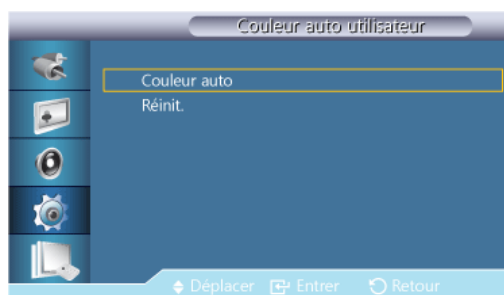 Couleur auto utilisateur
Couleur auto
Réinit.
Déplacer Entrer Retour